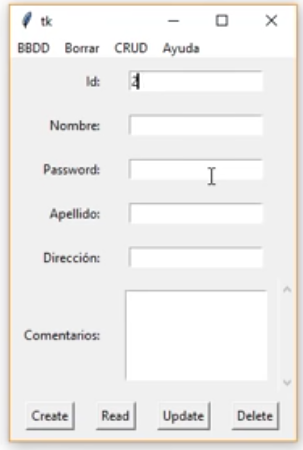 tk
BBDD Borrar CRUD Ayuda
Id: 2
Nombre:
Password:
Apellido:
Dirección:
Comentarios:
Create Read Update Delete